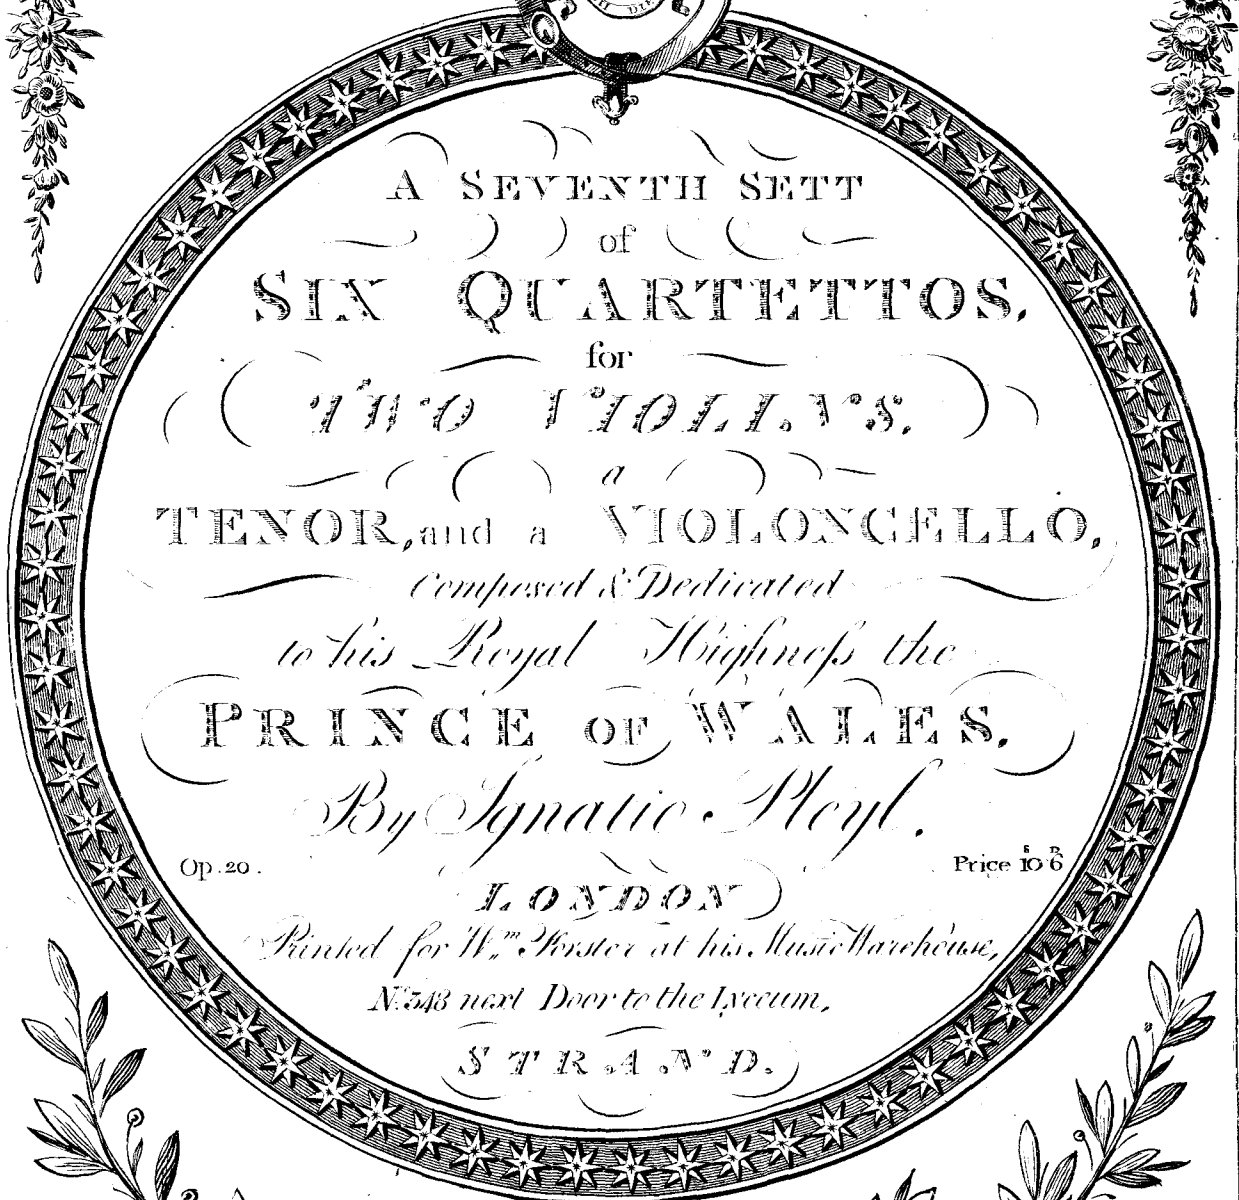 A SEVENTH SETT
of
SIX QUARTETTOS.
for
TWO VIOLINS.
a
TENOR, and a VIOLONCELLO,
Composed & Dedicated
to his Royal Highneſs the
PRINCE OF WALES.
By Ignatio Pleyl.
Op. 20.
Price 10 S 6 D
LONDON
Printed for Wm. Forster at his Music Warehouse,
No. 348 next Door to the Lyceum,
STRAND.